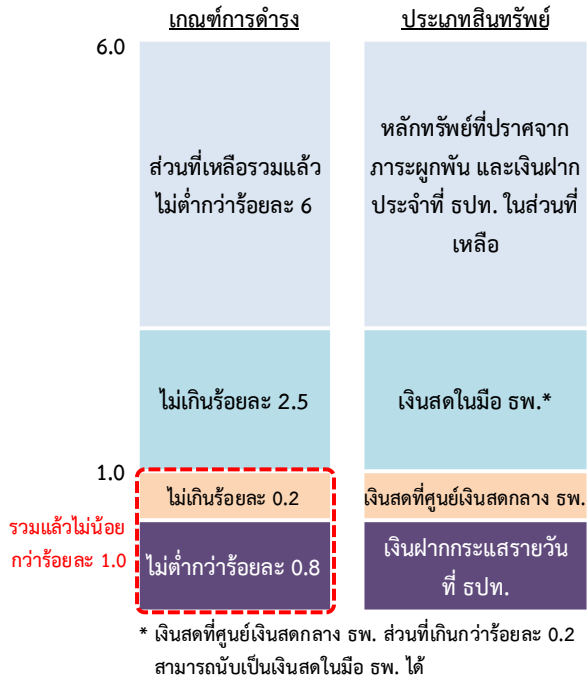 เกณฑ์การดำรง
ประเภทสินทรัพย์
6.0
ส่วนที่เหลือรวมแล้ว
ไม่ต่ำกว่าร้อยละ 6
หลักทรัพย์ที่ปราศจาก
ภาระผูกพัน และเงินฝาก
ประจำที่ ธปท. ในส่วนที่
เหลือ
ไม่เกินร้อยละ 2.5
เงินสดในมือ ธพ.*
1.0
ไม่เกินร้อยละ 0.2
เงินสดที่ศูนย์เงินสดกลาง ธพ.
รวมแล้วไม่น้อย
กว่าร้อยละ 1.0
ไม่ต่ำกว่าร้อยละ 0.8
เงินฝากกระแสรายวัน
ที่ ธปท.
* เงินสดที่ศูนย์เงินสดกลาง ธพ. ส่วนที่เกินกว่าร้อยละ 0.2
สามารถนับเป็นเงินสดในมือ ธพ. ได้